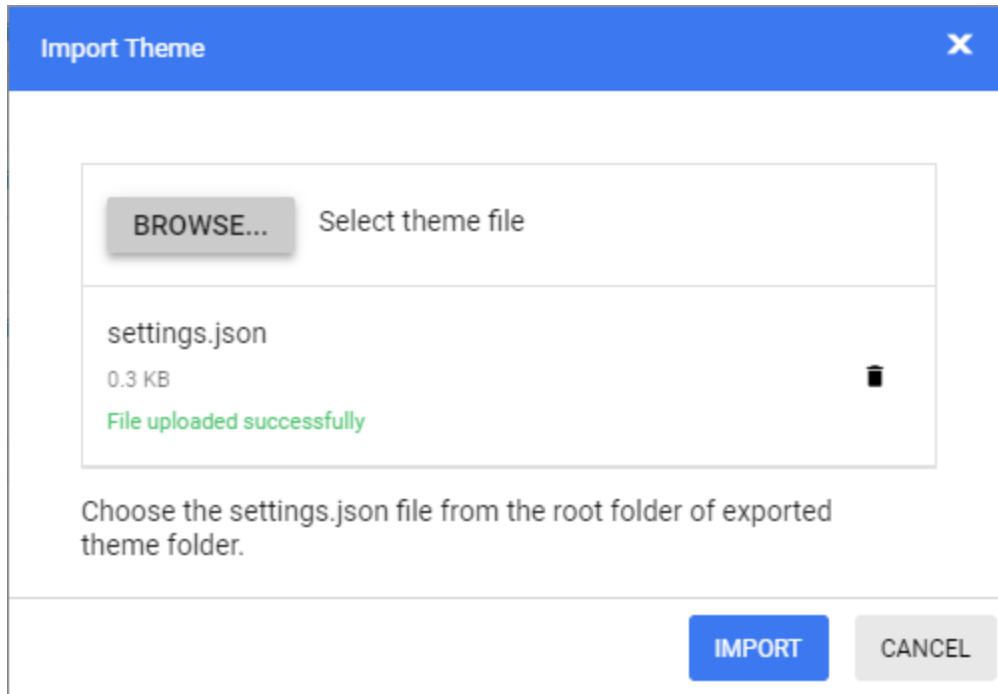 Import Theme
BROWSE... Select theme file
settings.json
0.3 KB
File uploaded successfully
Choose the settings.json file from the root folder of exported
theme folder.
IMPORT CANCEL